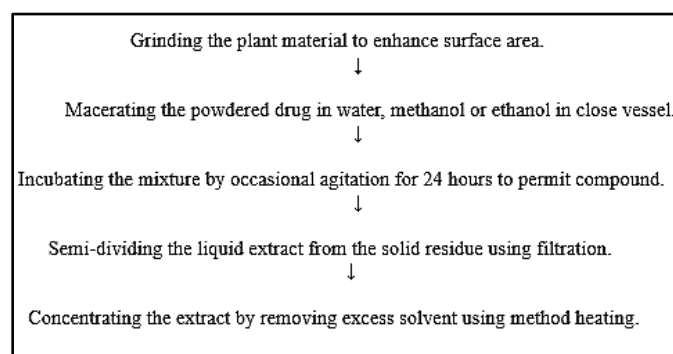 Grinding the plant material to enhance surface area.
↓
Macerating the powdered drug in water, methanol or ethanol in close vessel.
↓
Incubating the mixture by occasional agitation for 24 hours to permit compound.
↓
Semi-dividing the liquid extract from the solid residue using filtration.
↓
Concentrating the extract by removing excess solvent using method heating.